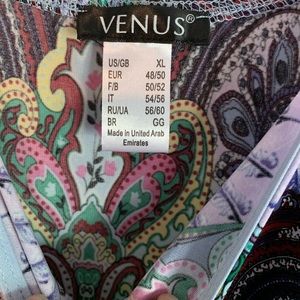 VENUS®
US/GB XL
EUR 48/50
F/B 50/52
IT 54/56
RU/UA 56/60
BR GG
Made in United Arab
Emirates